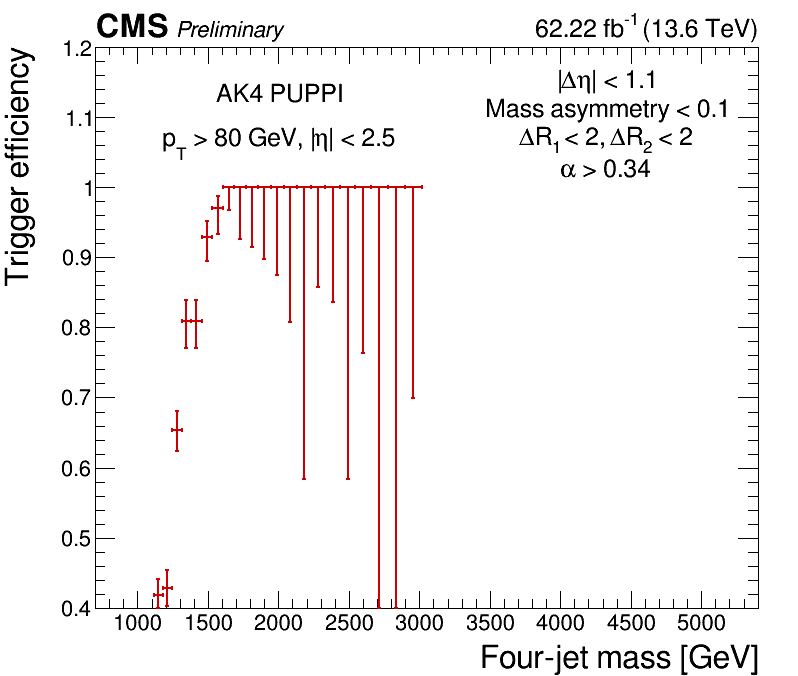 CMS Preliminary 62.22 fb⁻¹ (13.6 TeV)
Trigger efficiency
1.2
1.1
1
0.9
0.8
0.7
0.6
0.5
0.4
AK4 PUPPI
p_T > 80 GeV, |η| < 2.5
|Δη| < 1.1
Mass asymmetry < 0.1
ΔR₁ < 2, ΔR₂ < 2
α > 0.34
1000 1500 2000 2500 3000 3500 4000 4500 5000
Four-jet mass [GeV]